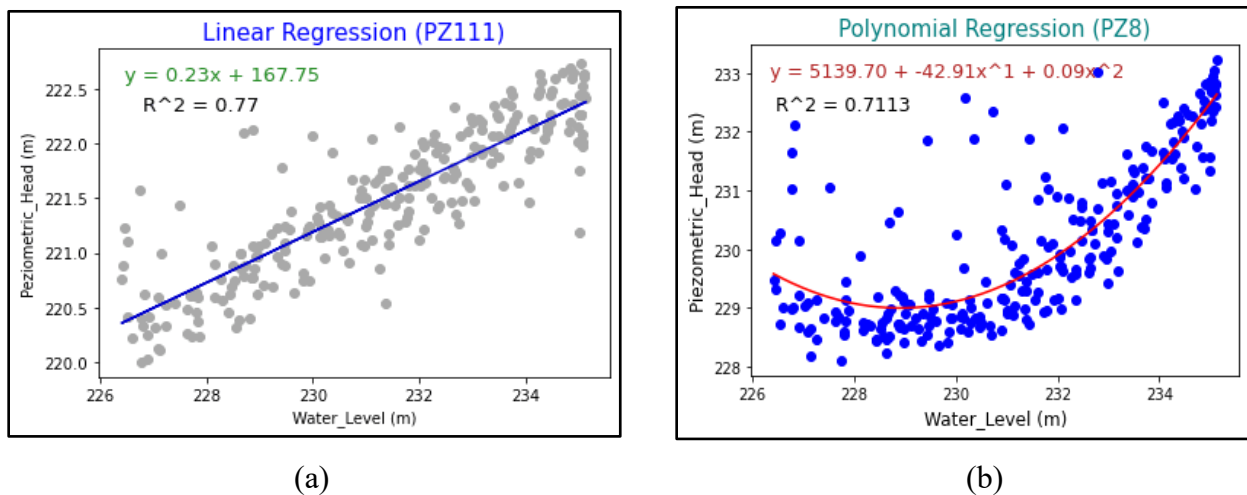 Linear Regression (PZ111)
y = 0.23x + 167.75
R^2 = 0.77
Peziometric_Head (m)
222.5
222.0
221.5
221.0
220.5
220.0
226
228
230
232
234
Water_Level (m)
(a)
Polynomial Regression (PZ8)
y = 5139.70 + -42.91x^1 + 0.09x^2
R^2 = 0.7113
Piezometric_Head (m)
233
232
231
230
229
228
226
228
230
232
234
Water_Level (m)
(b)